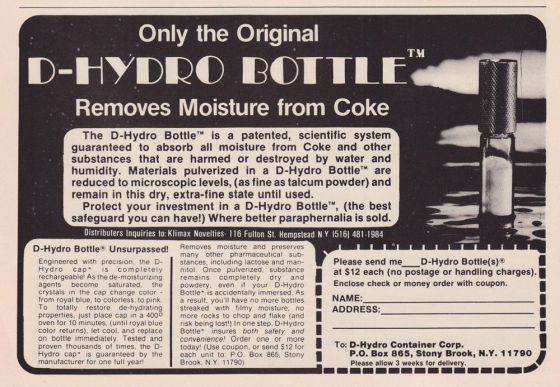 Only the Original
D-HYDRO BOTTLE™
Removes Moisture from Coke
The D-Hydro Bottle™ is a patented, scientific system
guaranteed to absorb all moisture from Coke and other
substances that are harmed or destroyed by water and
humidity. Materials pulverized in a D-Hydro Bottle™ are
reduced to microscopic levels, (as fine as talcum powder) and
remain in this dry, extra-fine state until used.
Protect your investment in a D-Hydro Bottle™, (the best
safeguard you can have!) Where better paraphernalia is sold.
Distributers Inquiries to: Klimax Novelties· 116 Fulton St. Hempstead N.Y. (516) 481-1984
D-Hydro Bottle® Unsurpassed!
Engineered with precision, the D-
Hydro cap* is completely
rechargeable! As the de-moisturizing
agents become saturated, the
crystals in the cap change color -
from royal blue, to colorless, to pink.
To totally restore de-hydrating
properties, just place cap in a 400°
oven for 10 minutes, (until royal blue
color returns), let cool, and replace
on bottle immediately. Tested and
proven thousands of times, the D-
Hydro cap* is guaranteed by the
manufacturer for one full year!
Removes moisture and preserves
many other pharmaceutical sub-
stances, including lactose and man-
nitol. Once pulverized, substance
remains completely dry and
powdery, even if your D-Hydro
Bottle® is accidentally immersed. As
a result, you'll have no more bottles
streaked with filmy moisture, no
more rocks to chop and flake (and
risk being lost!) In one step, D-Hydro
Bottle® insures both safety and
convenience! Order one or more
today! (Use coupon, or send $12 for
each unit to: P.O. Box 865, Stony
Brook, N.Y. 11790)
Please send me____D-Hydro Bottle(s)®
at $12 each (no postage or handling charges).
Enclose check or money order with coupon.
NAME:
ADDRESS:
To: D-Hydro Container Corp.
P.O. Box 865, Stony Brook, N.Y. 11790
Please allow 3 weeks for delivery.